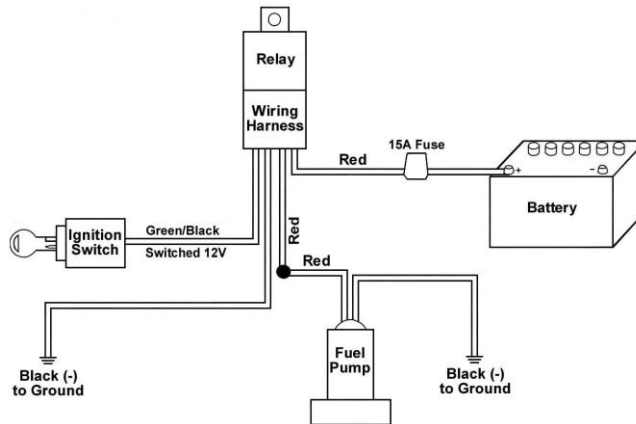 Relay
Wiring
Harness
15A Fuse
Red
+
-
Battery
Ignition
Switch
Green/Black
Switched 12V
Red
Red
Fuel
Pump
Black (-)
to Ground
Black (-)
to Ground